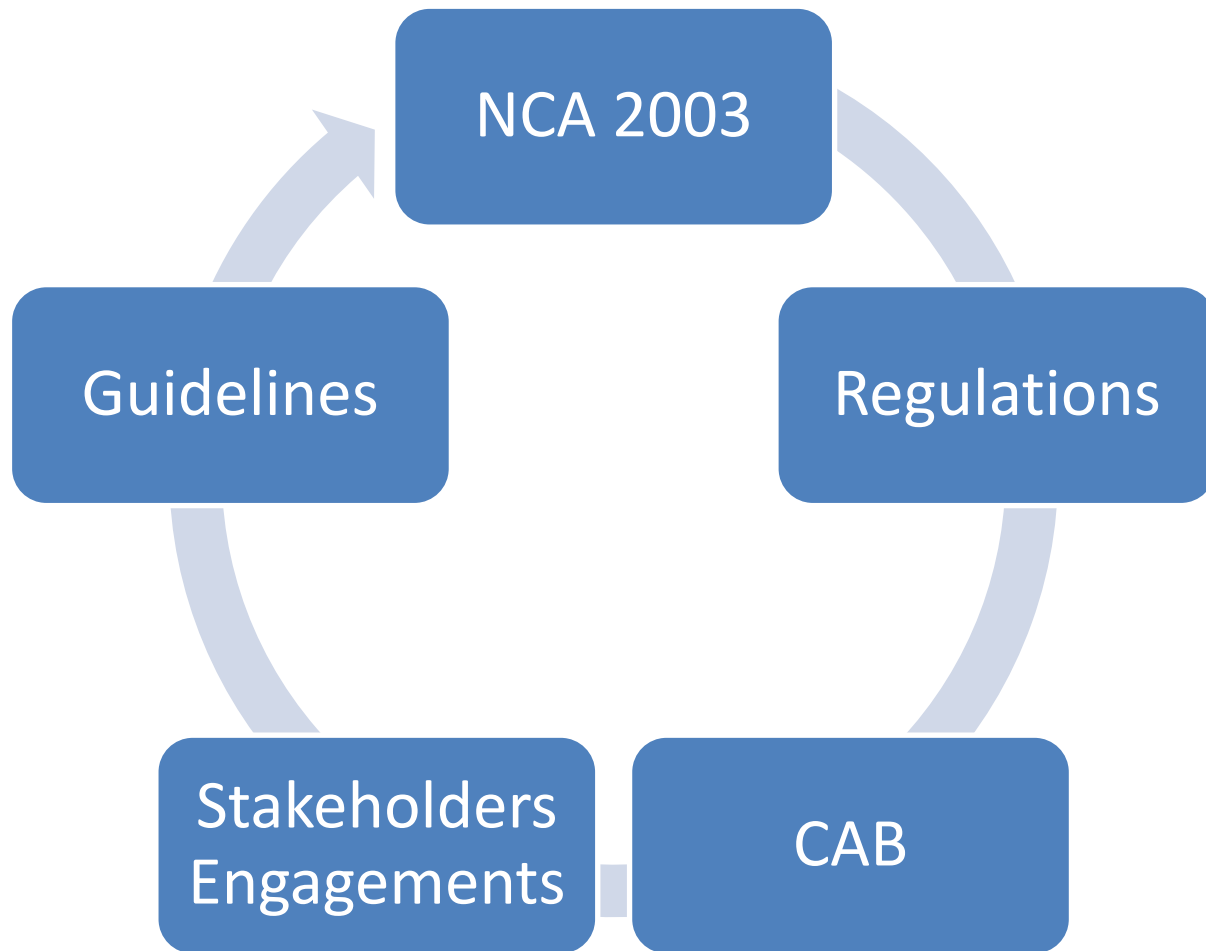 NCA 2003
Guidelines
Regulations
Stakeholders
Engagements
CAB